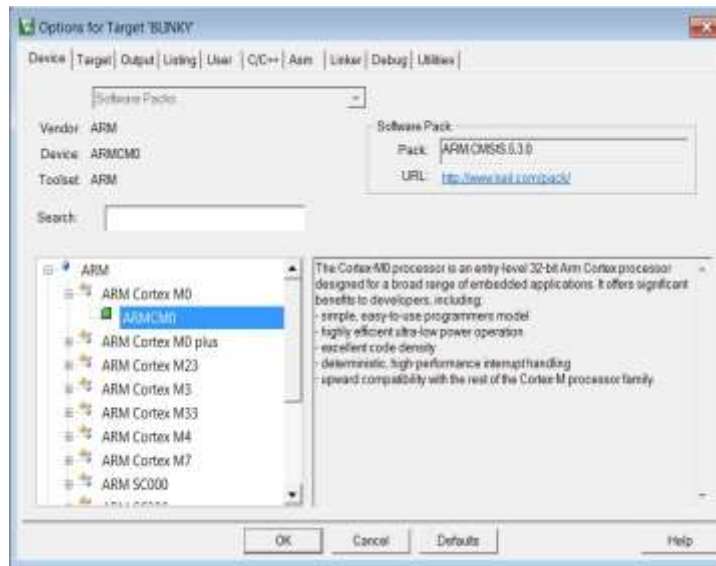 Options for Target 'BLINKY'
Device Target Output Listing User C/C++ Asm Linker Debug Utilities
Software Packs
Vendor: ARM
Device: ARMCM0
Toolset: ARM
Search:
Software Pack
Pack: ARM.CMSIS.5.3.0
URL: http://www.keil.com/pack/
ARM
ARM Cortex M0
ARMCM0
ARM Cortex M0 plus
ARM Cortex M23
ARM Cortex M3
ARM Cortex M33
ARM Cortex M4
ARM Cortex M7
ARM SC000
The Cortex-M0 processor is an entry-level 32-bit Arm Cortex processor
designed for a broad range of embedded applications. It offers significant
benefits to developers, including:
- simple, easy-to-use programmers model
- highly efficient ultra-low power operation
- excellent code density
- deterministic, high-performance interrupt handling
- upward compatibility with the rest of the Cortex-M processor family.
OK Cancel Defaults Help